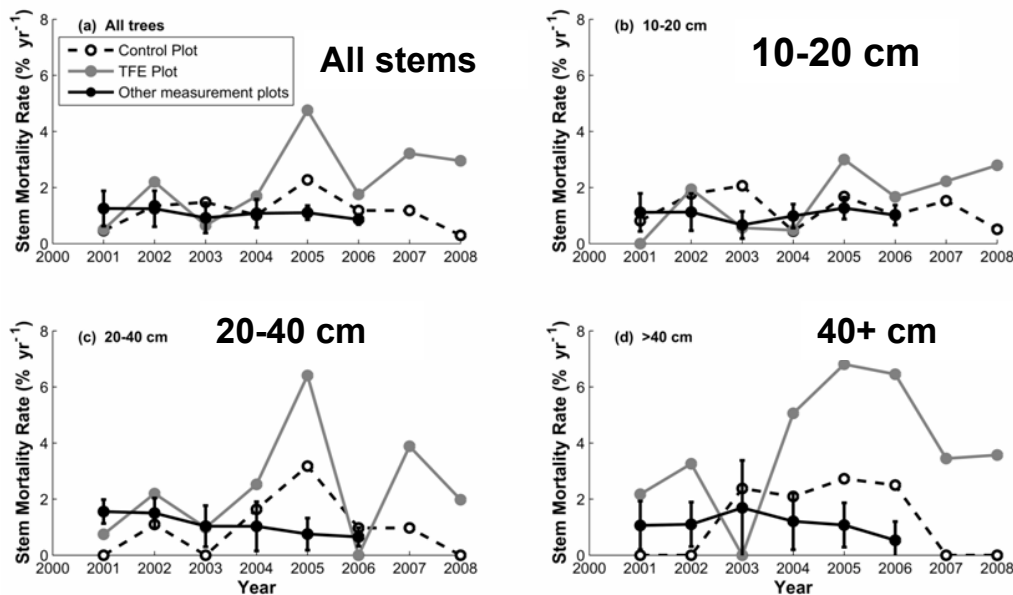 (a) All trees
Control Plot
TFE Plot
Other measurement plots
All stems
Stem Mortality Rate (% yr⁻¹)
8
6
4
2
0
2000 2001 2002 2003 2004 2005 2006 2007 2008
(b) 10-20 cm
10-20 cm
Stem Mortality Rate (% yr⁻¹)
8
6
4
2
0
2000 2001 2002 2003 2004 2005 2006 2007 2008
(c) 20-40 cm
20-40 cm
Stem Mortality Rate (% yr⁻¹)
8
6
4
2
0
2000 2001 2002 2003 2004 2005 2006 2007 2008
Year
(d) >40 cm
40+ cm
Stem Mortality Rate (% yr⁻¹)
8
6
4
2
0
2000 2001 2002 2003 2004 2005 2006 2007 2008
Year